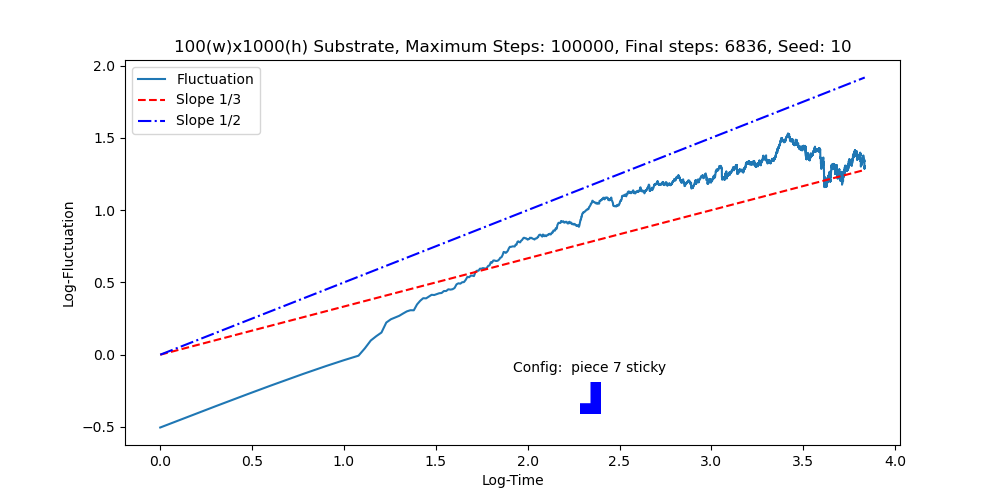 100(w)x1000(h) Substrate, Maximum Steps: 100000, Final steps: 6836, Seed: 10
2.0
1.5
1.0
0.5
0.0
−0.5
Log-Fluctuation
Fluctuation
Slope 1/3
Slope 1/2
Config:  piece 7 sticky
0.0 0.5 1.0 1.5 2.0 2.5 3.0 3.5 4.0
Log-Time